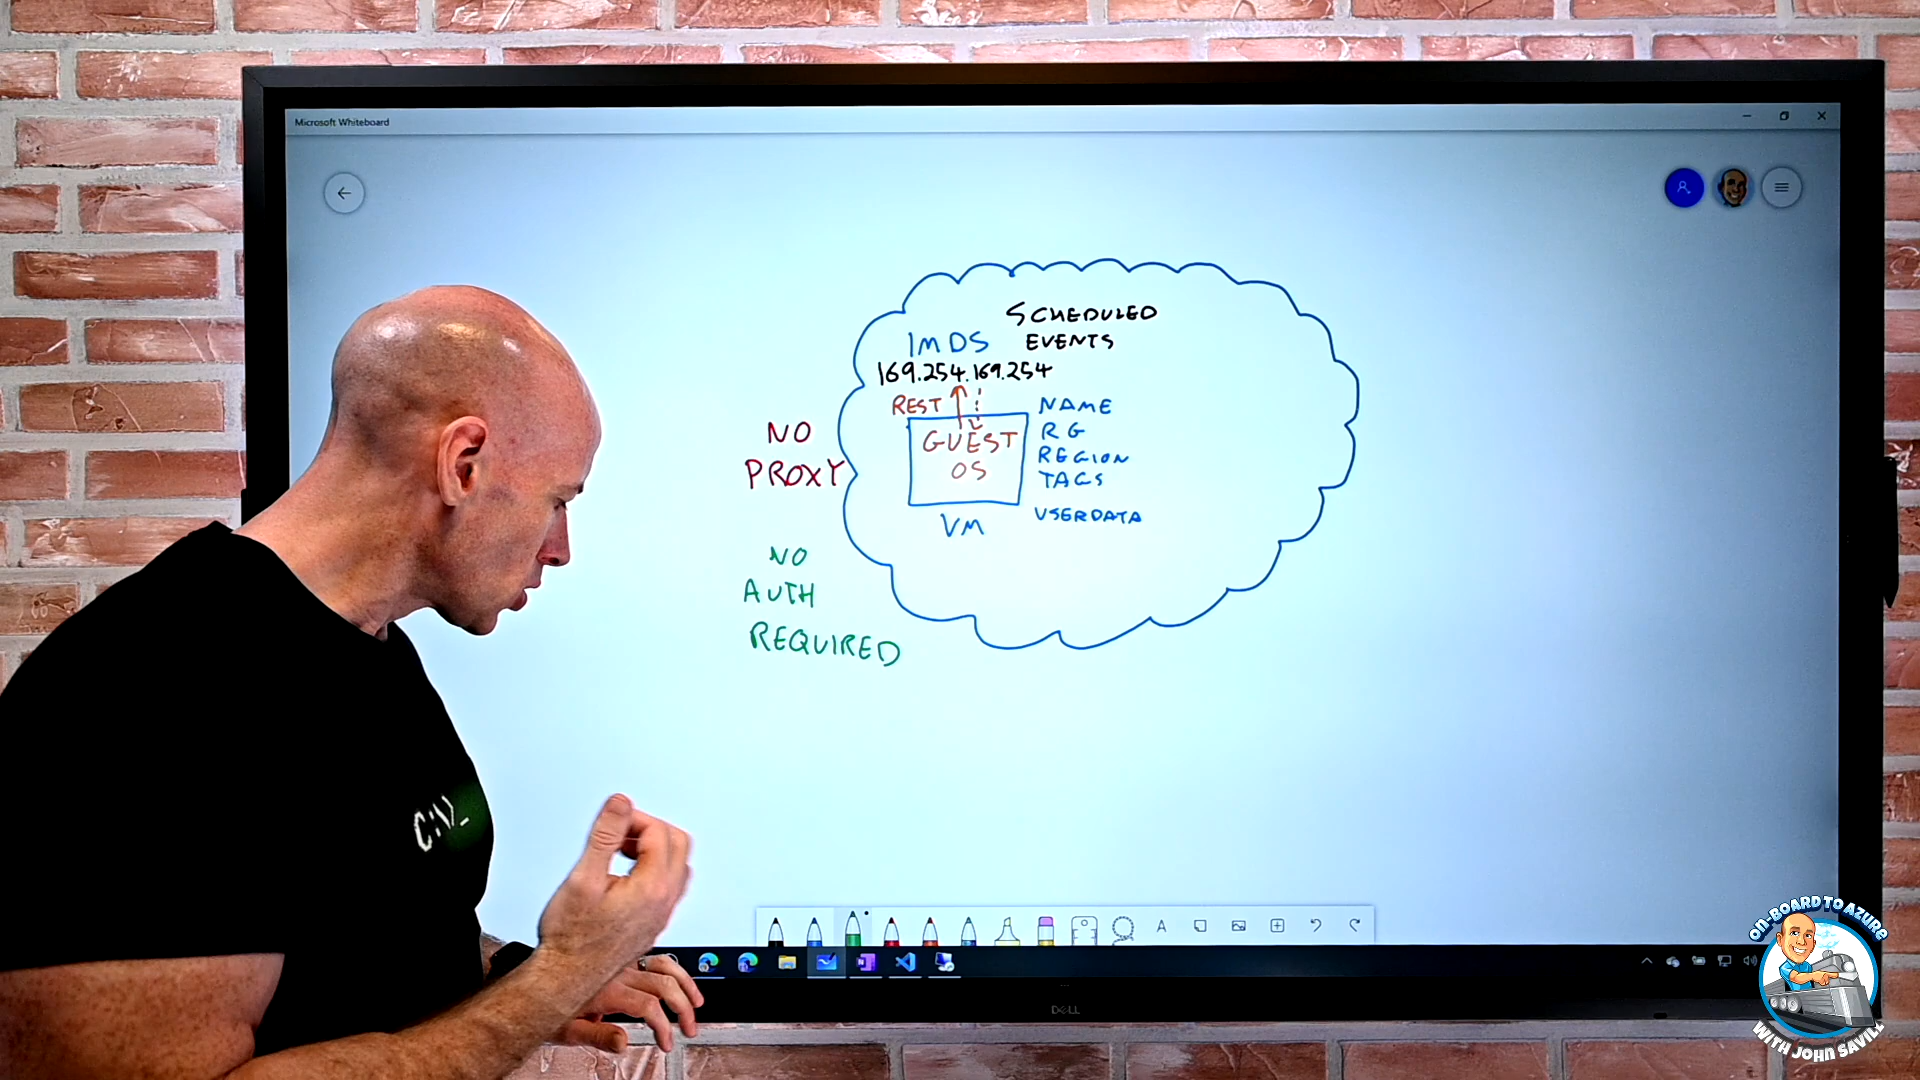 Microsoft Whiteboard
SCHEDULED
EVENTS
IMDS
169.254.169.254
REST
NAME
RG
REGION
TAGS
USERDATA
GUEST
OS
VM
NO
PROXY
NO
AUTH
REQUIRED
C:\>_
DELL
ON-BOARD TO AZURE
WITH JOHN SAVILL